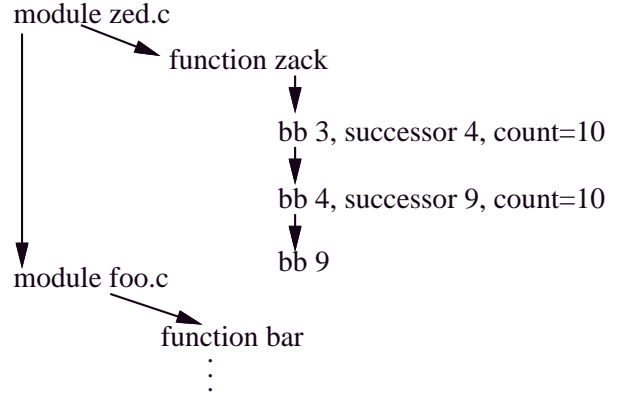 module zed.c
function zack
bb 3, successor 4, count=10
bb 4, successor 9, count=10
bb 9
module foo.c
function bar